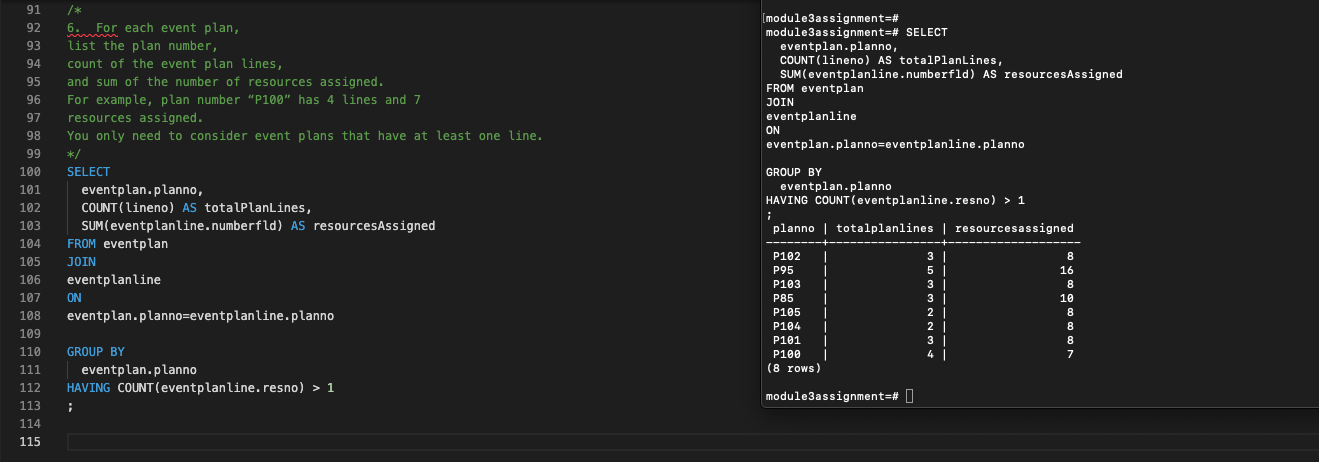 91 /*
92 6.  For each event plan,
93 list the plan number,
94 count of the event plan lines,
95 and sum of the number of resources assigned.
96 For example, plan number “P100” has 4 lines and 7
97 resources assigned.
98 You only need to consider event plans that have at least one line.
99 */
100 SELECT
101   eventplan.planno,
102   COUNT(lineno) AS totalPlanLines,
103   SUM(eventplanline.numberfld) AS resourcesAssigned
104 FROM eventplan
105 JOIN
106 eventplanline
107 ON
108 eventplan.planno=eventplanline.planno
109
110 GROUP BY
111   eventplan.planno
112 HAVING COUNT(eventplanline.resno) > 1
113 ;
114
115
[module3assignment=#
module3assignment=# SELECT
  eventplan.planno,
  COUNT(lineno) AS totalPlanLines,
  SUM(eventplanline.numberfld) AS resourcesAssigned
FROM eventplan
JOIN
eventplanline
ON
eventplan.planno=eventplanline.planno

GROUP BY
  eventplan.planno
HAVING COUNT(eventplanline.resno) > 1
;
 planno | totalplanlines | resourcesassigned
--------+----------------+-------------------
 P102   |              3 |                 8
 P95    |              5 |                16
 P103   |              3 |                 8
 P85    |              3 |                10
 P105   |              2 |                 8
 P104   |              2 |                 8
 P101   |              3 |                 8
 P100   |              4 |                 7
(8 rows)

module3assignment=#